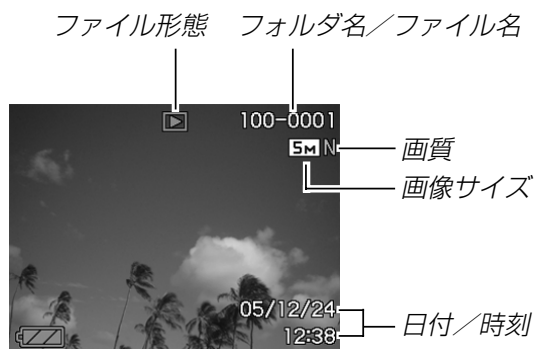 ファイル形態 フォルダ名／ファイル名
100-0001
5M N 画質
画像サイズ
05/12/24
12:38
日付／時刻